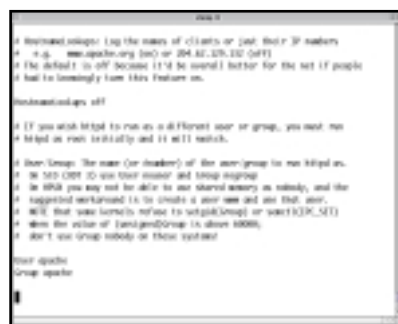 # HostnameLookups: Log the names of clients or just their IP numbers
#   e.g.   www.apache.org (on) or 204.62.129.132 (off)
# The default is off because it'd be overall better for the net if people
# had to knowingly turn this feature on.
HostnameLookups off
# If you wish httpd to run as a different user or group, you must run
# httpd as root initially and it will switch.
# User/Group: The name (or #number) of the user/group to run httpd as.
#  On SCO (ODT 3) use User nouser and Group nogroup
#  On HPUX you may not be able to use shared memory as nobody, and the
#  suggested workaround is to create a user www and use that user.
#  NOTE that some kernels refuse to setgid(Group) or semctl(IPC_SET)
#  when the value of (unsigned)Group is above 60000;
#  don't use Group nobody on these systems!
User apache
Group apache